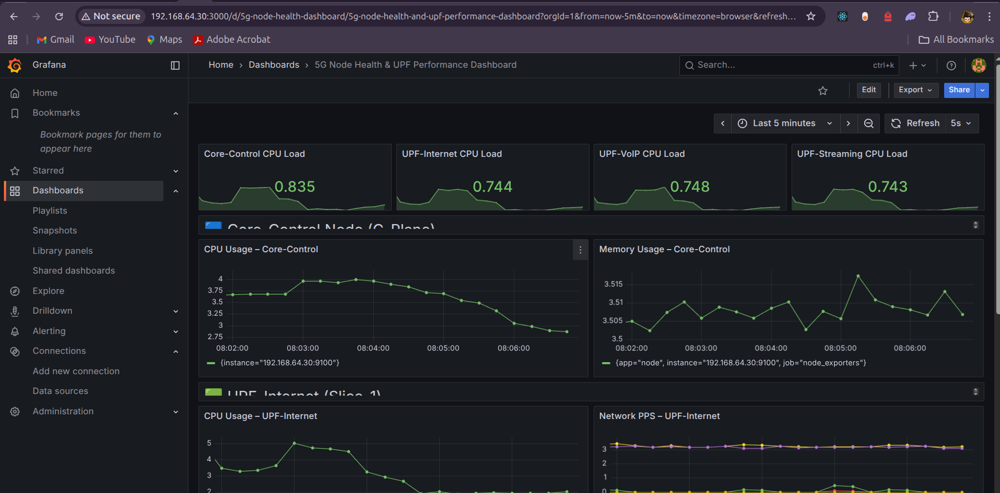 Not secure
192.168.64.30:3000/d/5g-node-health-dashboard/5g-node-health-and-upf-performance-dashboard?orgId=1&from=now-5m&to=now&timezone=browser&refresh...
Gmail YouTube Maps Adobe Acrobat All Bookmarks
Grafana
Home › Dashboards › 5G Node Health & UPF Performance Dashboard
Search... ctrl+k
Home
Bookmarks
Bookmark pages for them to
appear here
Starred
Dashboards
Playlists
Snapshots
Library panels
Shared dashboards
Explore
Drilldown
Alerting
Connections
Add new connection
Data sources
Administration
Edit Export Share
Last 5 minutes Refresh 5s
Core-Control CPU Load
0.835
UPF-Internet CPU Load
0.744
UPF-VoIP CPU Load
0.748
UPF-Streaming CPU Load
0.743
Core-Control Node (C-Plane)
CPU Usage – Core-Control
4
3.75
3.5
3.25
3
2.75
08:02:00 08:03:00 08:04:00 08:05:00 08:06:00
{instance="192.168.64.30:9100"}
Memory Usage – Core-Control
3.515
3.51
3.505
3.5
08:02:00 08:03:00 08:04:00 08:05:00 08:06:00
{app="node", instance="192.168.64.30:9100", job="node_exporters"}
UPF-Internet (Slice-1)
CPU Usage – UPF-Internet
5
4
3
2
Network PPS – UPF-Internet
3
2
1
0